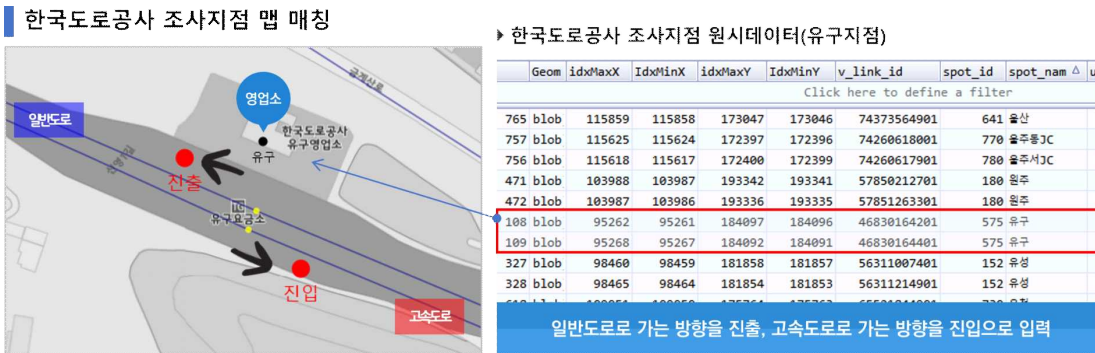 한국도로공사 조사지점 맵 매칭
금계산로
영업소
일반도로
한국도로공사
유구영업소
유구
진출
TG
유구요금소
진입
고속도로
한국도로공사 조사지점 원시데이터(유구지점)
Geom idxMaxX IdxMinX idxMaxY IdxMinY v_link_id spot_id spot_nam u
Click here to define a filter
765 blob 115859 115858 173047 173046 74373564901 641 울산
757 blob 115625 115624 172397 172396 74260618001 770 울주동JC
756 blob 115618 115617 172400 172399 74260617901 780 울주서JC
471 blob 103988 103987 193342 193341 57850212701 180 원주
472 blob 103987 103986 193336 193335 57851263301 180 원주
108 blob 95262 95261 184097 184096 46830164201 575 유구
109 blob 95268 95267 184092 184091 46830164401 575 유구
327 blob 98460 98459 181858 181857 56311007401 152 유성
328 blob 98465 98464 181854 181853 56311214901 152 유성
일반도로로 가는 방향을 진출, 고속도로로 가는 방향을 진입으로 입력